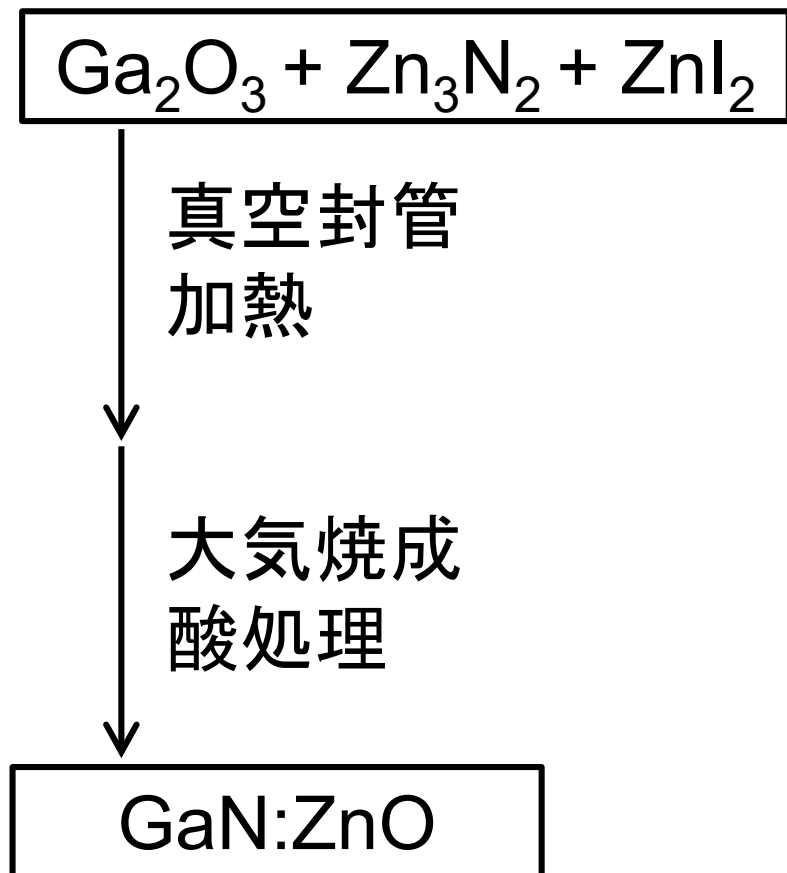 Ga₂O₃ + Zn₃N₂ + ZnI₂
真空封管
加熱
大気焼成
酸処理
GaN:ZnO